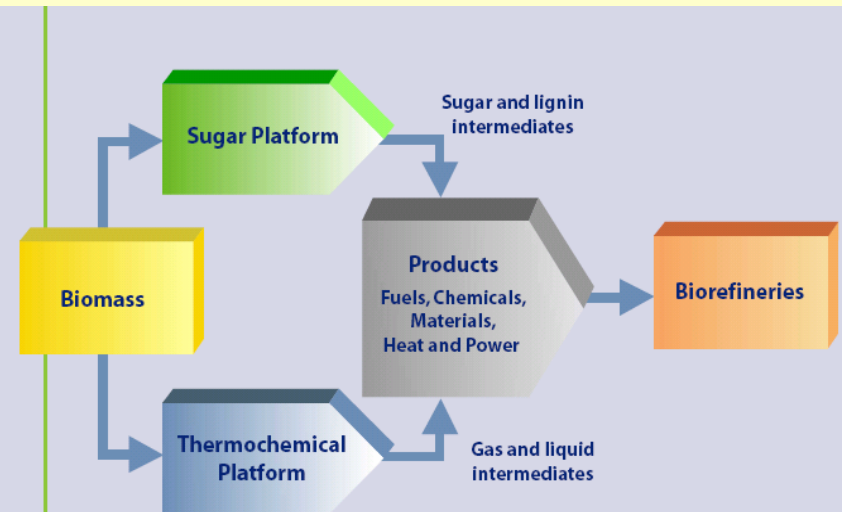 Sugar and lignin
intermediates
Sugar Platform
Biomass
Products
Fuels, Chemicals,
Materials,
Heat and Power
Biorefineries
Thermochemical
Platform
Gas and liquid
intermediates